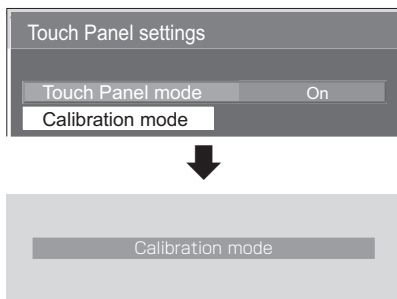 Touch Panel settings
Touch Panel mode On
Calibration mode
Calibration mode